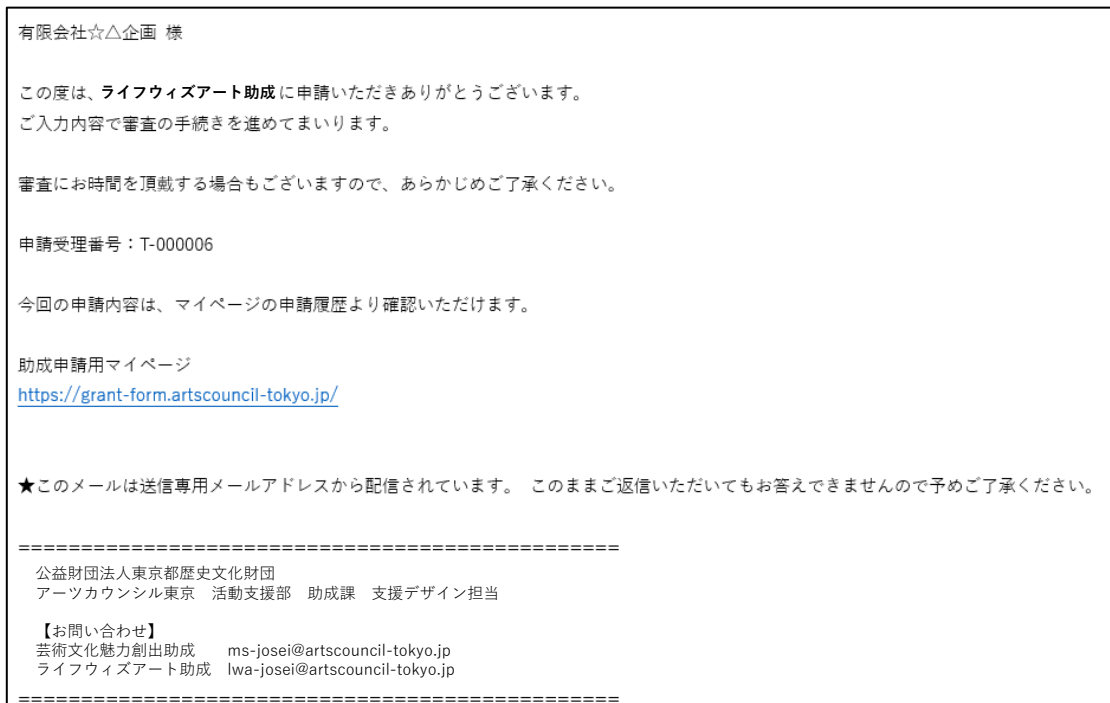 有限会社☆△企画 様
この度は、ライフウィズアート助成に申請いただきありがとうございます。
ご入力内容で審査の手続きを進めてまいります。
審査にお時間を頂戴する場合もございますので、あらかじめご了承ください。
申請受理番号：T-000006
今回の申請内容は、マイページの申請履歴より確認いただけます。
助成申請用マイページ
https://grant-form.artscouncil-tokyo.jp/
★このメールは送信専用メールアドレスから配信されています。 このままご返信いただいてもお答えできませんので予めご了承ください。
================================================
公益財団法人東京都歴史文化財団
アーツカウンシル東京　活動支援部　助成課　支援デザイン担当
【お問い合わせ】
芸術文化魅力創出助成　　ms-josei@artscouncil-tokyo.jp
ライフウィズアート助成　lwa-josei@artscouncil-tokyo.jp
================================================